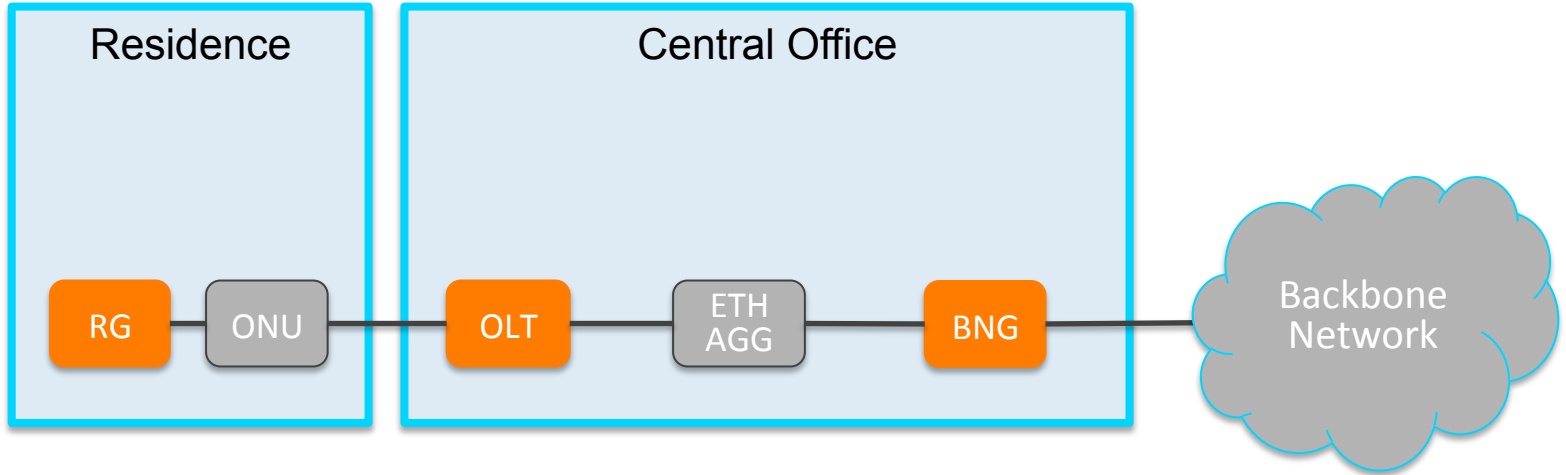 Residence
Central Office
RG
ONU
OLT
ETH
AGG
BNG
Backbone
Network